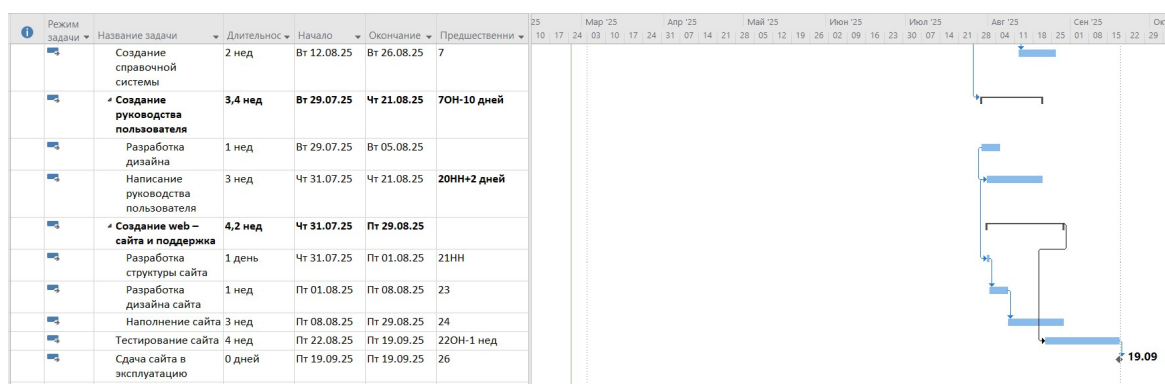 Режим
задачи Название задачи Длительнос Начало Окончание Предшественни
25 Мар '25 Апр '25 Май '25 Июн '25 Июл '25 Авг '25 Сен '25 Ок
10 17 24 03 10 17 24 31 07 14 21 28 05 12 19 26 02 09 16 23 30 07 14 21 28 04 11 18 25 01 08 15 22 29
Создание 2 нед Вт 12.08.25 Вт 26.08.25 7
справочной
системы
Создание 3,4 нед Вт 29.07.25 Чт 21.08.25 7ОН-10 дней
руководства
пользователя
Разработка 1 нед Вт 29.07.25 Вт 05.08.25
дизайна
Написание 3 нед Чт 31.07.25 Чт 21.08.25 20НН+2 дней
руководства
пользователя
Создание web – 4,2 нед Чт 31.07.25 Пт 29.08.25
сайта и поддержка
Разработка 1 день Чт 31.07.25 Пт 01.08.25 21НН
структуры сайта
Разработка 1 нед Пт 01.08.25 Пт 08.08.25 23
дизайна сайта
Наполнение сайта 3 нед Пт 08.08.25 Пт 29.08.25 24
Тестирование сайта 4 нед Пт 22.08.25 Пт 19.09.25 22ОН-1 нед
Сдача сайта в 0 дней Пт 19.09.25 Пт 19.09.25 26 19.09
эксплуатацию